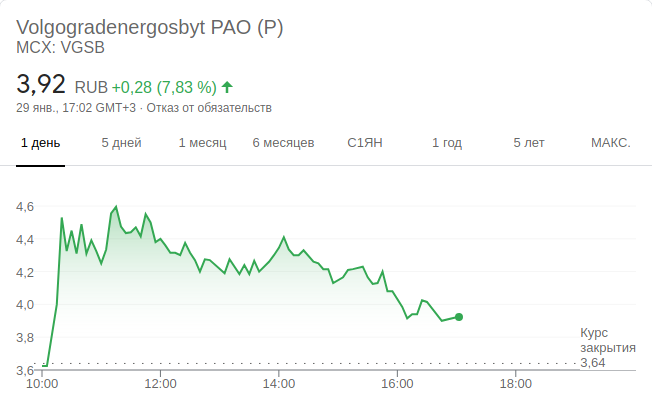 Volgogradenergosbyt PAO (P)
MCX: VGSB
3,92 RUB +0,28 (7,83 %)
29 янв., 17:02 GMT+3 · Отказ от обязательств
1 день 5 дней 1 месяц 6 месяцев С1ЯН 1 год 5 лет МАКС.
4,6
4,4
4,2
4,0
3,8
3,6
Курс
закрытия
3,64
10:00 12:00 14:00 16:00 18:00